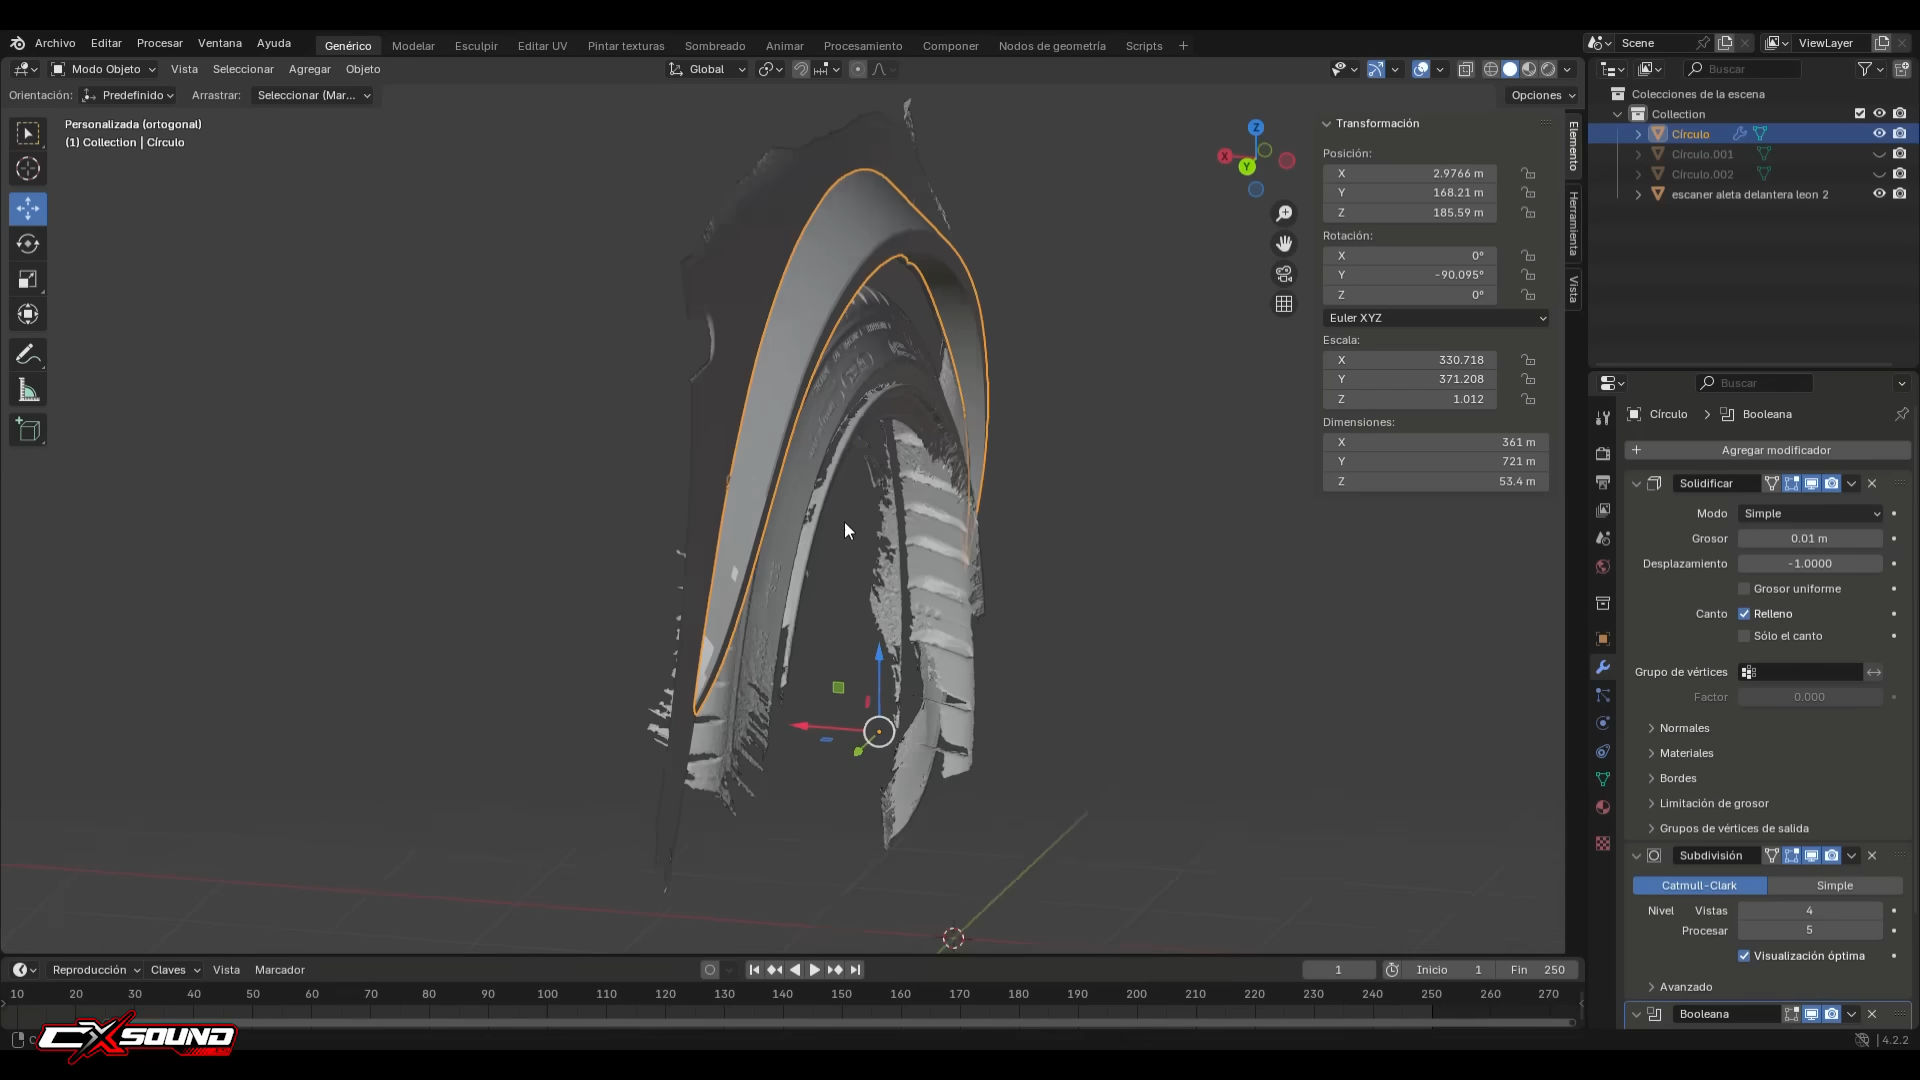 Archivo Editar Procesar Ventana Ayuda Genérico Modelar Esculpir Editar UV Pintar texturas Sombreado Animar Procesamiento Componer Nodos de geometría Scripts + Scene ViewLayer
Modo Objeto Vista Seleccionar Agregar Objeto Global Buscar
Orientación: Predefinido Arrastrar: Seleccionar (Mar... Opciones
Personalizada (ortogonal)
(1) Collection | Círculo
X
Y
Z
Transformación
Posición:
X 2.9766 m
Y 168.21 m
Z 185.59 m
Rotación:
X 0°
Y -90.095°
Z 0°
Euler XYZ
Escala:
X 330.718
Y 371.208
Z 1.012
Dimensiones:
X 361 m
Y 721 m
Z 53.4 m
Elemento
Herramienta
Vista
Colecciones de la escena
Collection
Círculo
Círculo.001
Círculo.002
escaner aleta delantera leon 2
Buscar
Círculo Booleana
+ Agregar modificador
Solidificar
Modo Simple
Grosor 0.01 m
Desplazamiento -1.0000
Grosor uniforme
Canto Relleno
Sólo el canto
Grupo de vértices
Factor 0.000
Normales
Materiales
Bordes
Limitación de grosor
Grupos de vértices de salida
Subdivisión
Catmull-Clark Simple
Nivel Vistas 4
Procesar 5
Visualización óptima
Avanzado
Booleana
Reproducción Claves Vista Marcador 1 Inicio 1 Fin 250
10 20 30 40 50 60 70 80 90 100 110 120 130 140 150 160 170 180 190 200 210 220 230 240 250 260 270
CXSOUND
4.2.2